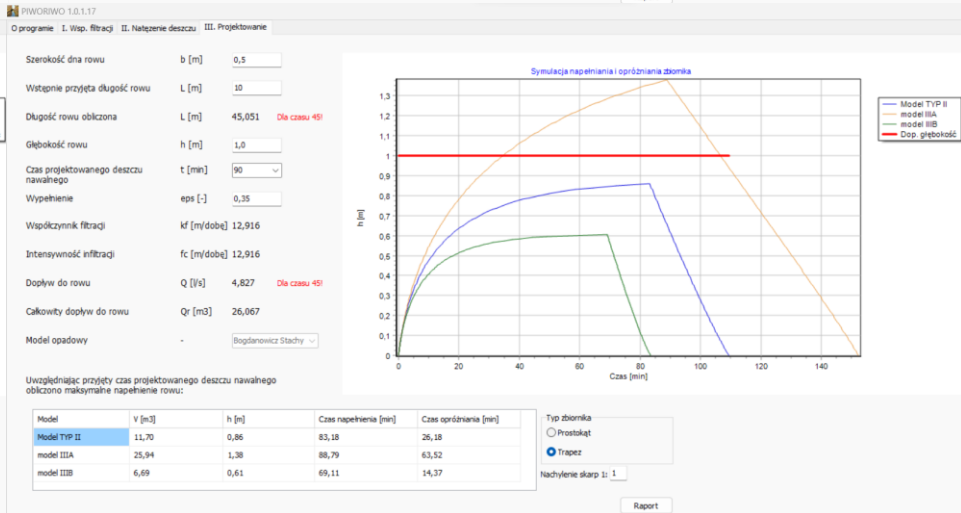 PIWORIWO 1.0.1.17
O programie I. Wsp. filtracji II. Natężenie deszczu III. Projektowanie
Szerokość dna rowu b [m] 0,5
Wstępnie przyjęta długość rowu L [m] 10
Długość rowu obliczona L [m] 45,051 Dla czasu 45!
Głębokość rowu h [m] 1,0
Czas projektowanego deszczu
nawalnego t [min] 90
Wypełnienie eps [-] 0,35
Współczynnik filtracji kf [m/dobę] 12,916
Intensywność infiltracji fc [m/dobę] 12,916
Dopływ do rowu Q [l/s] 4,827 Dla czasu 45!
Całkowity dopływ do rowu Qr [m3] 26,067
Model opadowy - Bogdanowicz Stachy
Symulacja napełniania i opróżniania zbiornika
1,3
1,2
1,1
1
0,9
0,8
0,7
0,6
0,5
0,4
0,3
0,2
0,1
0
h [m]
0 20 40 60 80 100 120 140
Czas [min]
Model TYP II
model IIIA
model IIIB
Dop. głębokość
Uwzględniając przyjęty czas projektowanego deszczu nawalnego
obliczono maksymalne napełnienie rowu:
Model V [m3] h [m] Czas napełnienia [min] Czas opróżniania [min]
Model TYP II 11,70 0,86 83,18 26,18
model IIIA 25,94 1,38 88,79 63,52
model IIIB 6,69 0,61 69,11 14,37
Typ zbiornika
Prostokąt
Trapez
Nachylenie skarp 1: 1
Raport